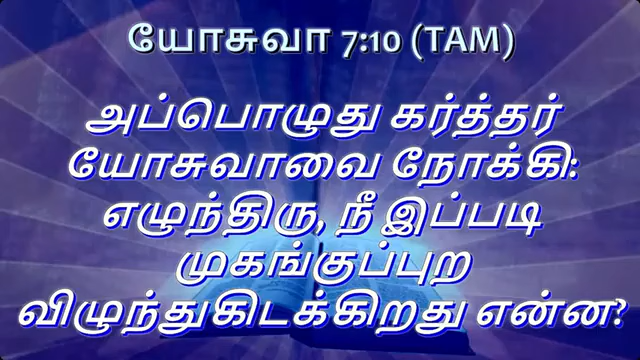 யோசுவா 7:10 (TAM)
அப்பொழுது கர்த்தர்
யோசுவாவை நோக்கி:
எழுந்திரு, நீ இப்படி
முகங்குப்புற
விழுந்துகிடக்கிறது என்ன?